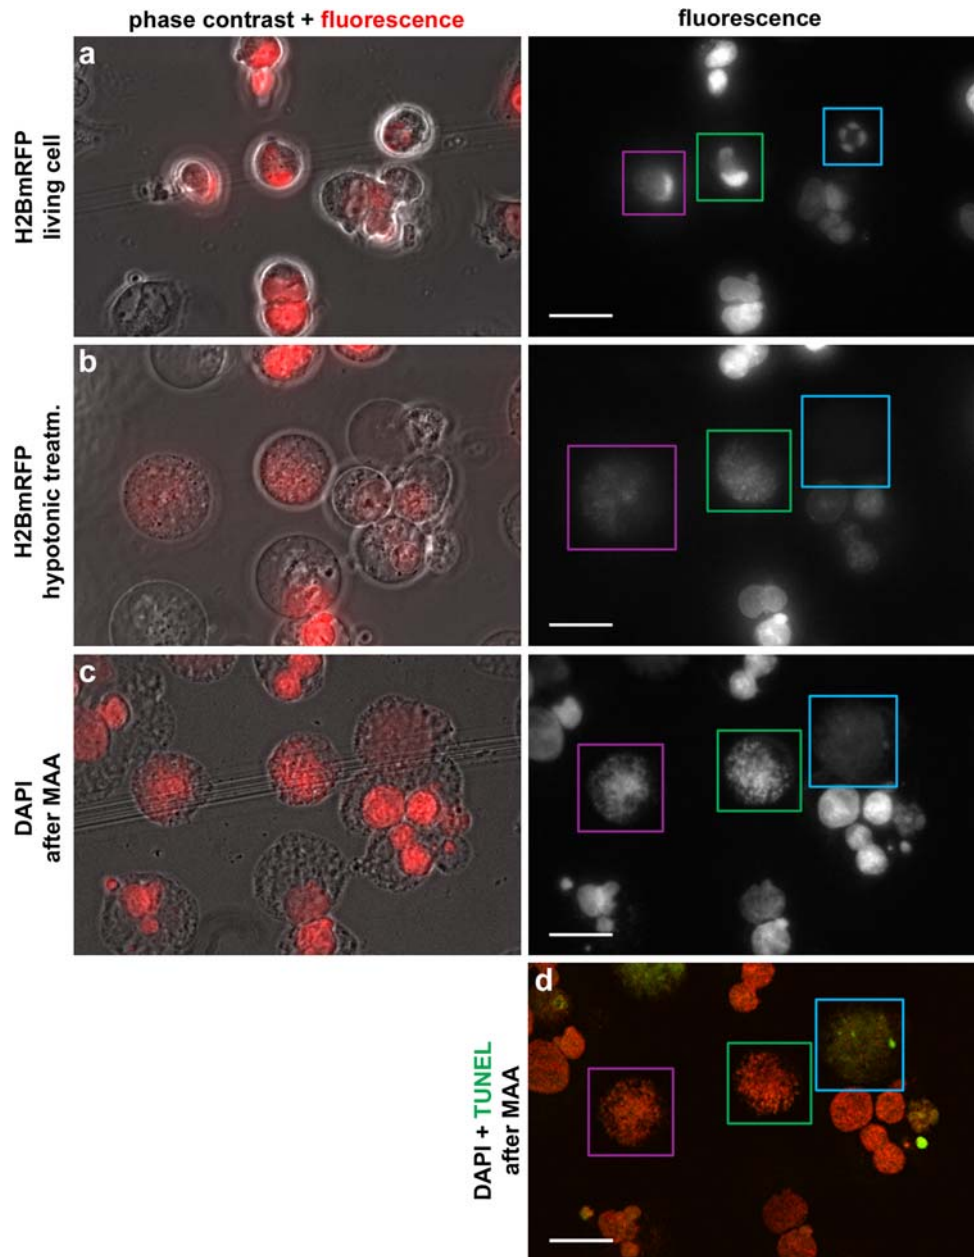 phase contrast + fluorescence
fluorescence
a
H2BmRFP
living cell
b
H2BmRFP
hypotonic treatm.
c
DAPI
after MAA
d
DAPI + TUNEL
after MAA